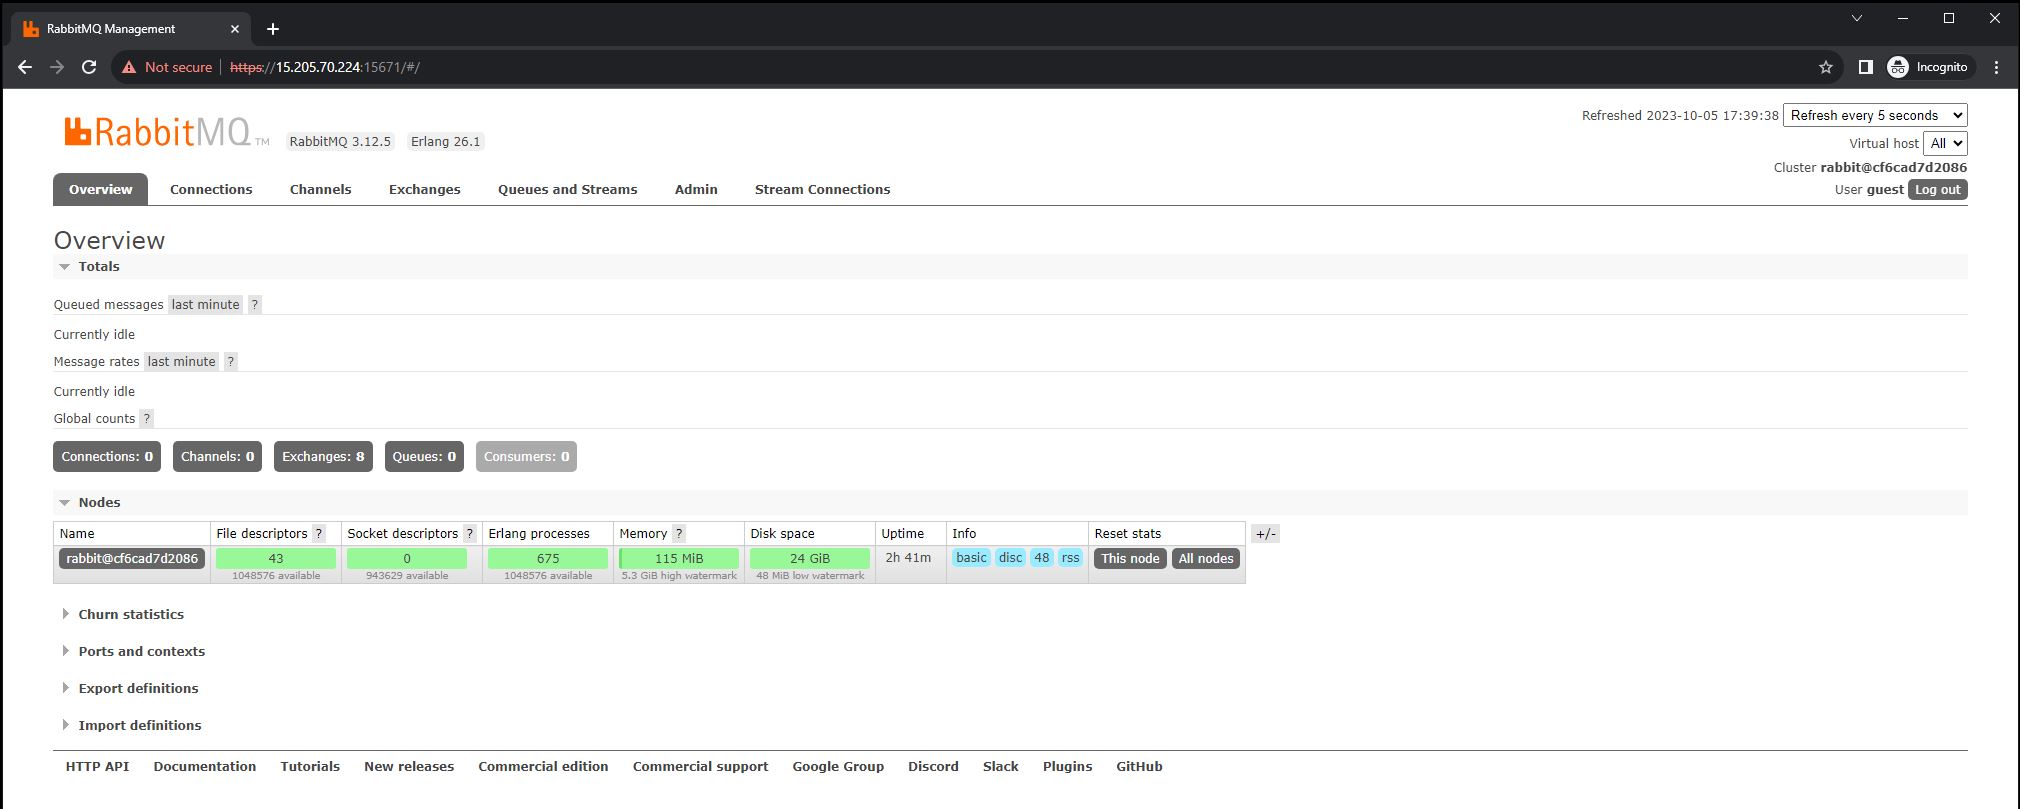 RabbitMQ Management
Not secure https://15.205.70.224:15671/#/ Incognito
RabbitMQ TM RabbitMQ 3.12.5 Erlang 26.1
Refreshed 2023-10-05 17:39:38 Refresh every 5 seconds
Virtual host All
Cluster rabbit@cf6cad7d2086
User guest Log out
Overview Connections Channels Exchanges Queues and Streams Admin Stream Connections
Overview
Totals
Queued messages last minute ?
Currently idle
Message rates last minute ?
Currently idle
Global counts ?
Connections: 0 Channels: 0 Exchanges: 8 Queues: 0 Consumers: 0
Nodes
Name File descriptors ? Socket descriptors ? Erlang processes Memory ? Disk space Uptime Info Reset stats +/-
rabbit@cf6cad7d2086 43 0 675 115 MiB 24 GiB 2h 41m basic disc 48 rss This node All nodes
1048576 available 943629 available 1048576 available 5.3 GiB high watermark 48 MiB low watermark
Churn statistics
Ports and contexts
Export definitions
Import definitions
HTTP API Documentation Tutorials New releases Commercial edition Commercial support Google Group Discord Slack Plugins GitHub